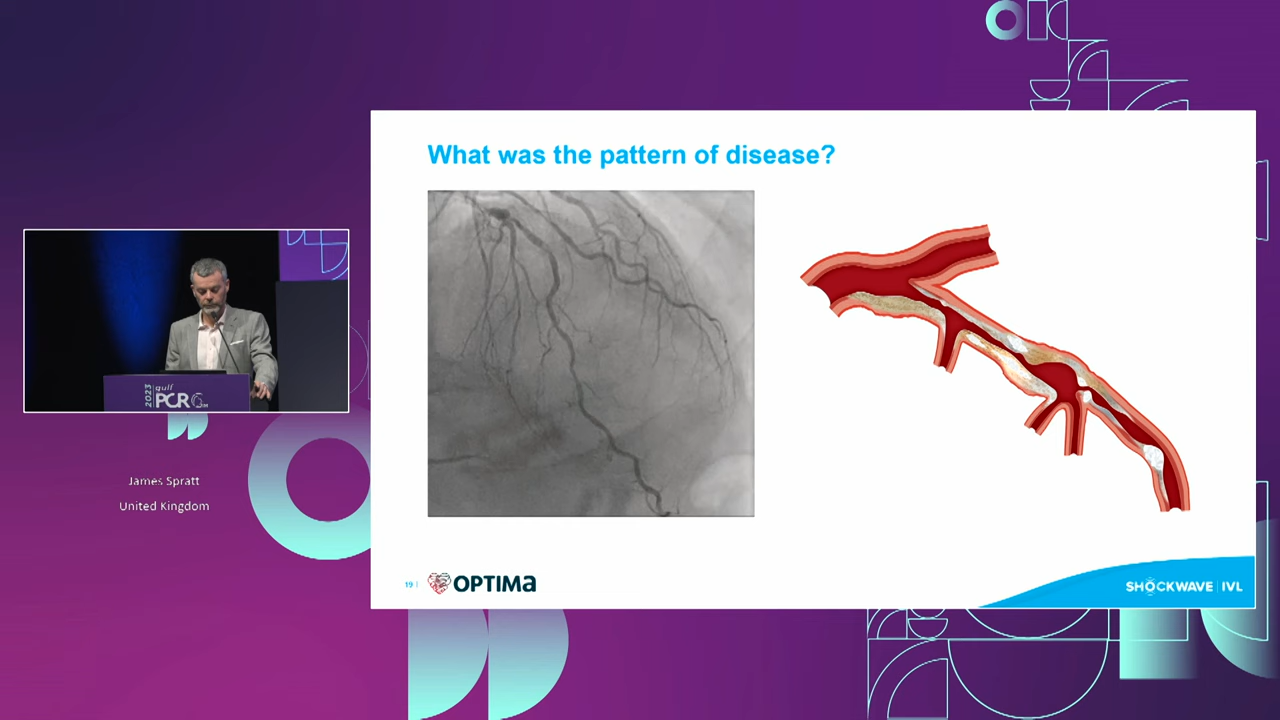 What was the pattern of disease?
2023
gulf
PCR
James Spratt
United Kingdom
19 |
OPTIMA
SHOCKWAVE | IVL